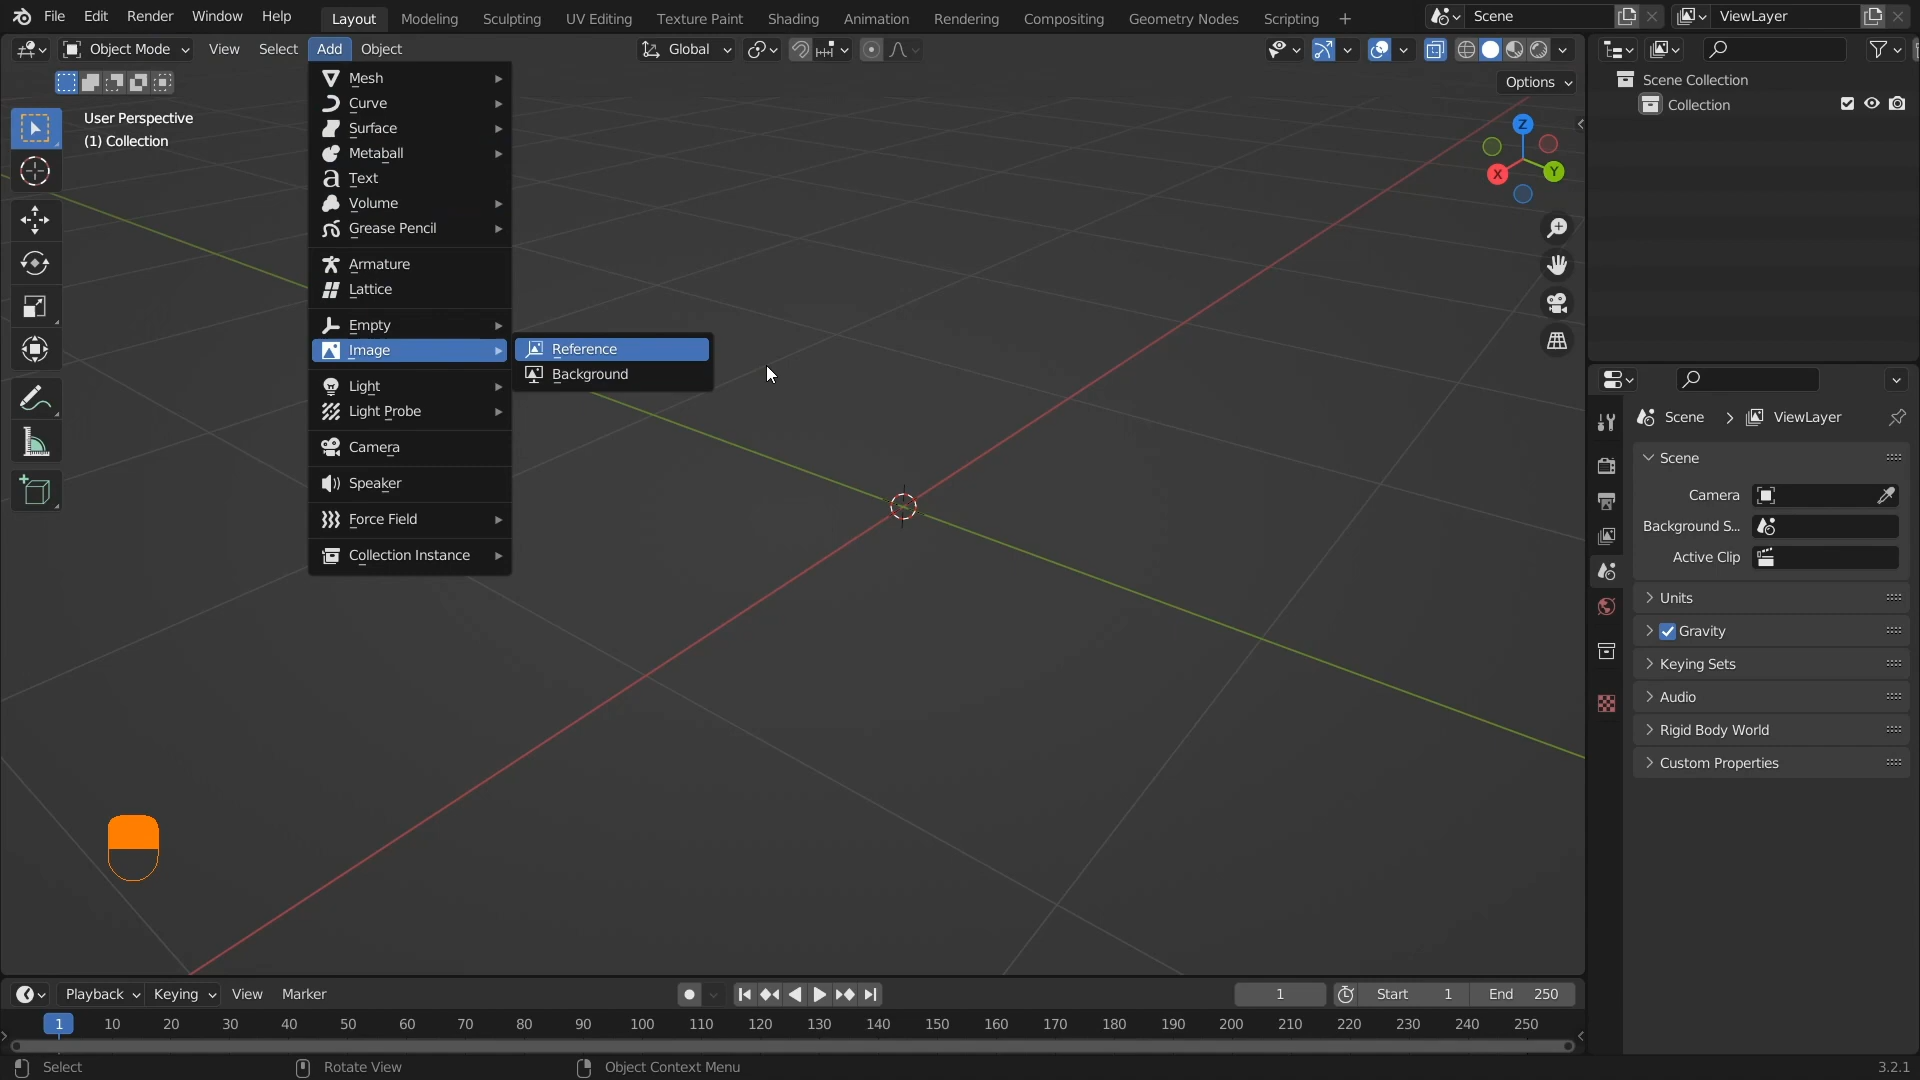 File Edit Render Window Help Layout Modeling Sculpting UV Editing Texture Paint Shading Animation Rendering Compositing Geometry Nodes Scripting + Scene ViewLayer
Object Mode View Select Add Object Global
Options
User Perspective
(1) Collection
Mesh
Curve
Surface
Metaball
Text
Volume
Grease Pencil
Armature
Lattice
Empty
Image
Light
Light Probe
Camera
Speaker
Force Field
Collection Instance
Reference
Background
Z
X
Y
Scene Collection
Collection
Scene > ViewLayer
Scene
Camera
Background S...
Active Clip
Units
Gravity
Keying Sets
Audio
Rigid Body World
Custom Properties
Playback Keying View Marker 1 Start 1 End 250
1 10 20 30 40 50 60 70 80 90 100 110 120 130 140 150 160 170 180 190 200 210 220 230 240 250
Select Rotate View Object Context Menu 3.2.1